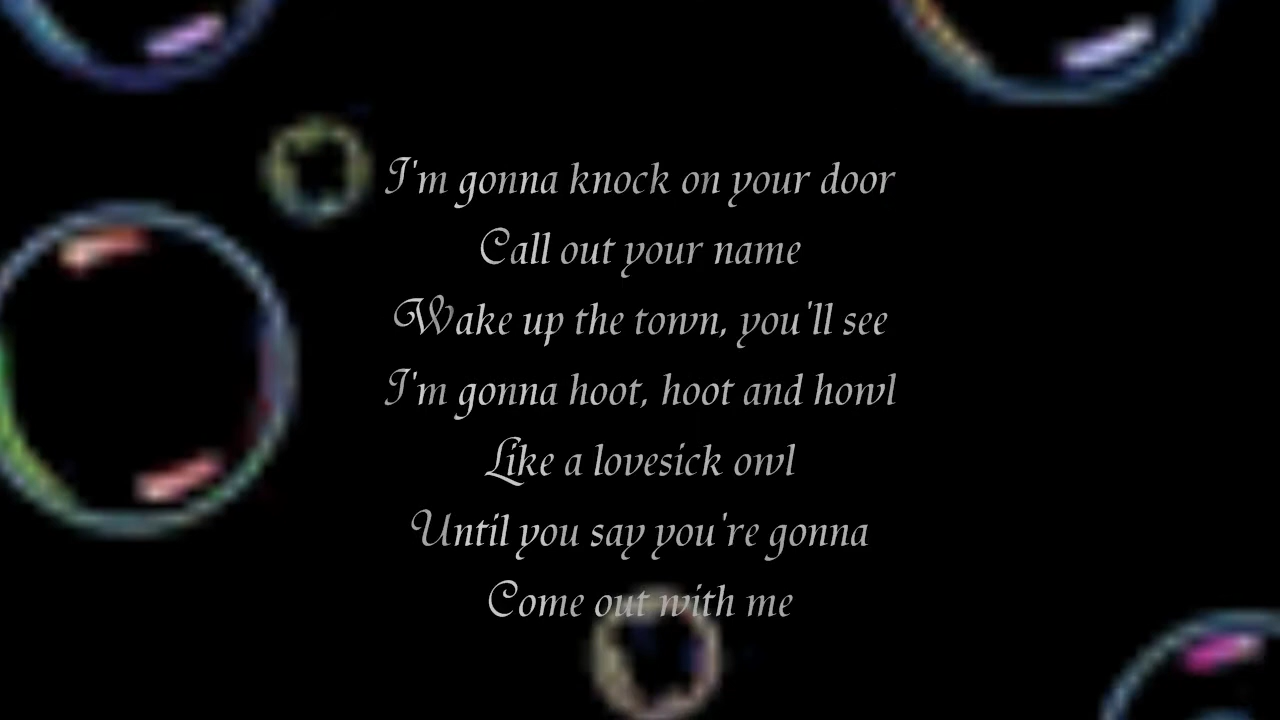 I'm gonna knock on your door
Call out your name
Wake up the town, you'll see
I'm gonna hoot, hoot and howl
Like a lovesick owl
Until you say you're gonna
Come out with me